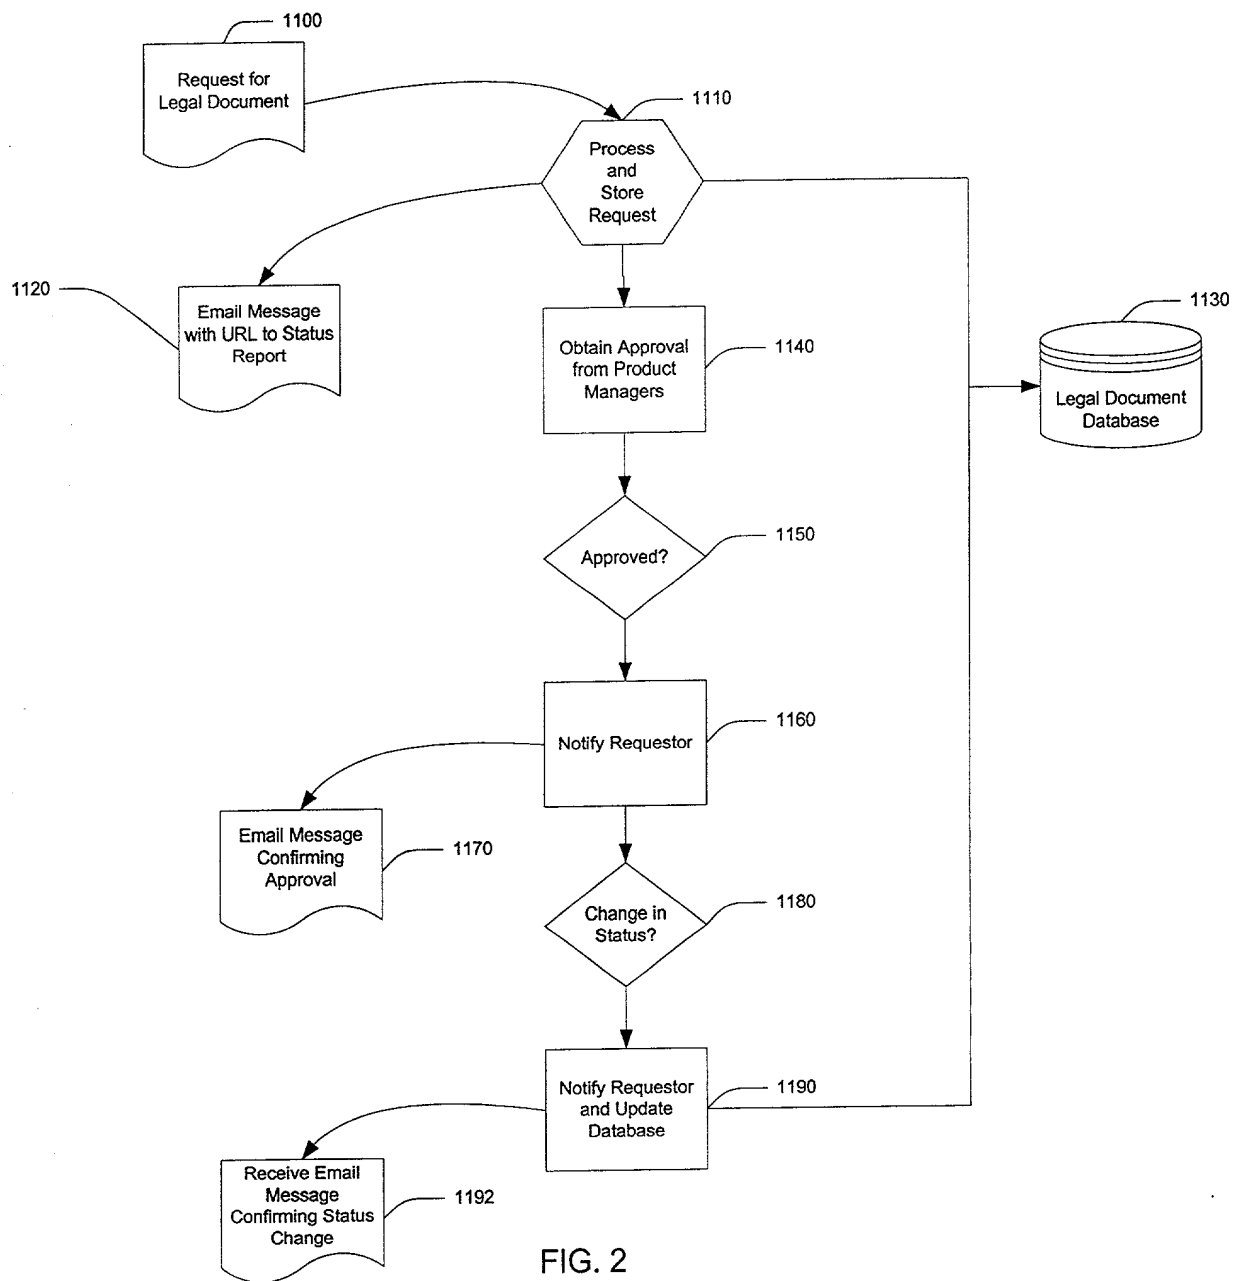 1100
Request for
Legal Document
1110
Process
and
Store
Request
1120
Email Message
with URL to Status
Report
1130
Legal Document
Database
1140
Obtain Approval
from Product
Managers
1150
Approved?
1160
Notify Requestor
1170
Email Message
Confirming
Approval
1180
Change in
Status?
1190
Notify Requestor
and Update
Database
1192
Receive Email
Message
Confirming Status
Change
FIG. 2